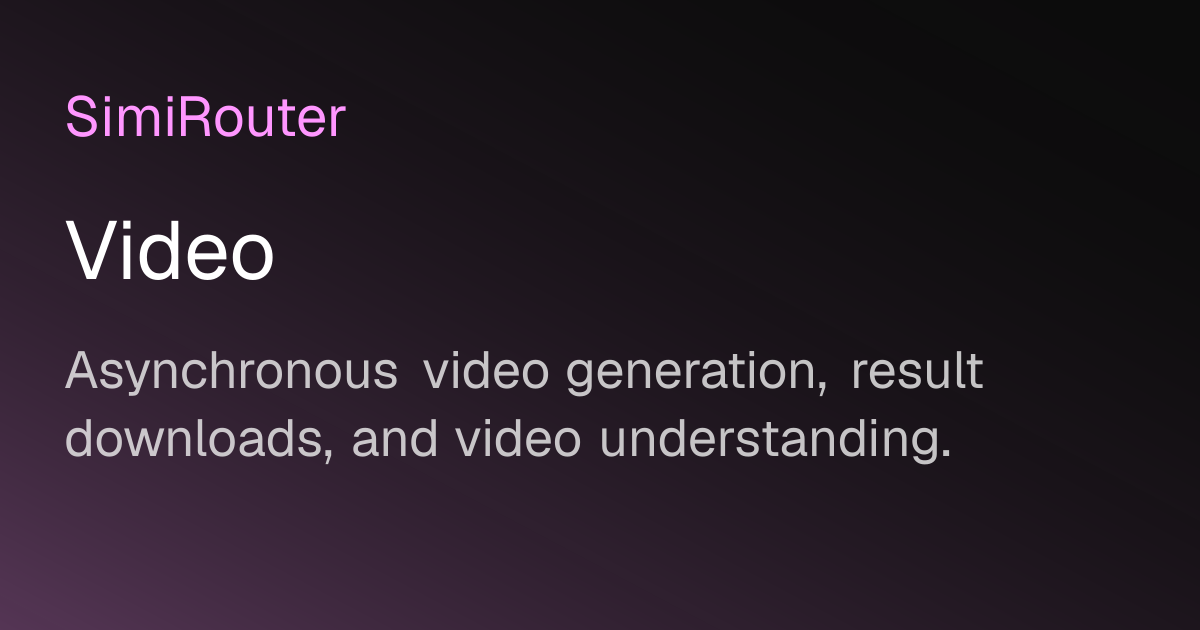 SimiRouter
Video
Asynchronous video generation, result
downloads, and video understanding.